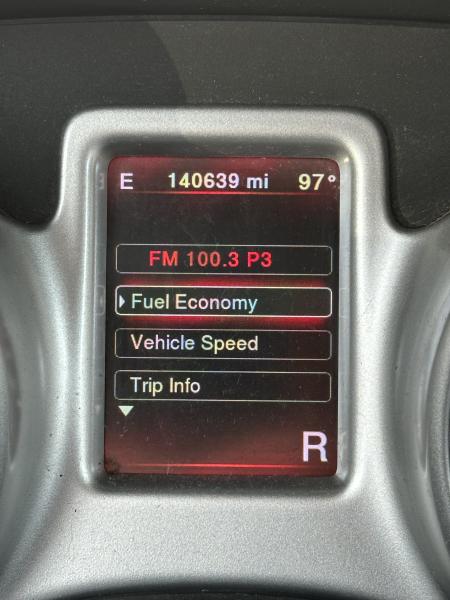 E 140639 mi 97°
FM 100.3 P3
Fuel Economy
Vehicle Speed
Trip Info
R